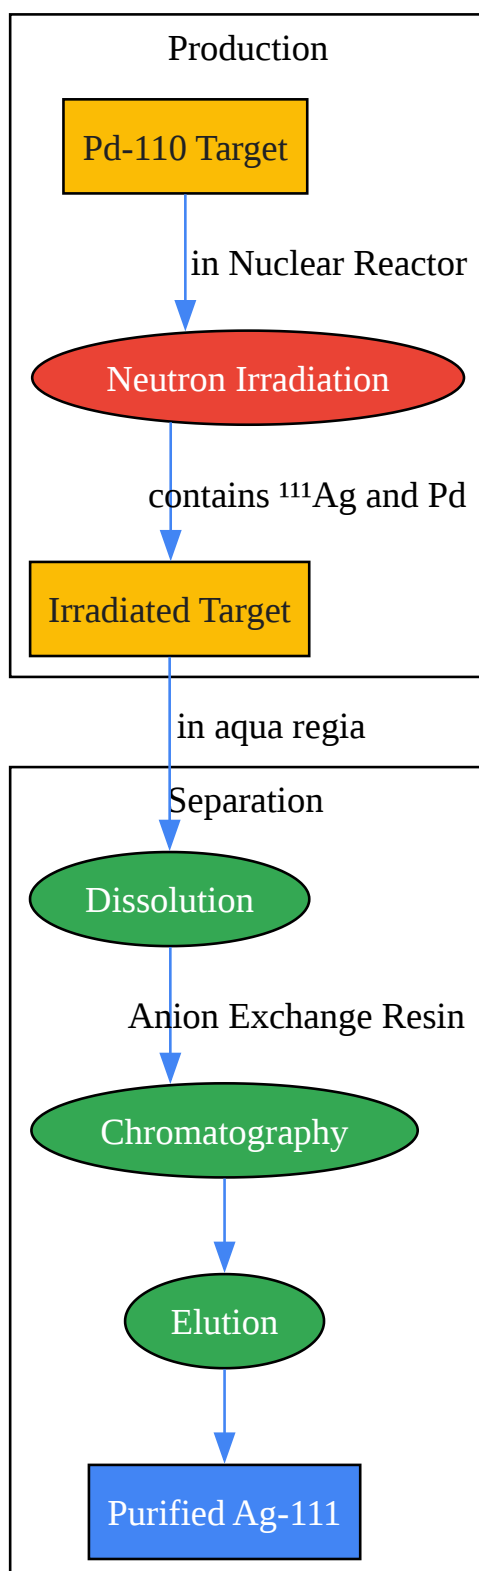 Production
Pd-110 Target
in Nuclear Reactor
Neutron Irradiation
contains ¹¹¹Ag and Pd
Irradiated Target
in aqua regia
Separation
Dissolution
Anion Exchange Resin
Chromatography
Elution
Purified Ag-111